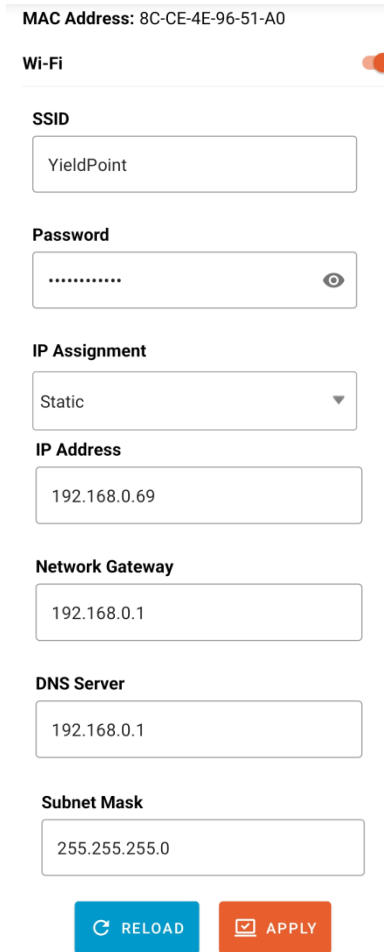 MAC Address: 8C-CE-4E-96-51-A0
Wi-Fi
SSID
YieldPoint
Password
••••••••••••
IP Assignment
Static
IP Address
192.168.0.69
Network Gateway
192.168.0.1
DNS Server
192.168.0.1
Subnet Mask
255.255.255.0
RELOAD APPLY